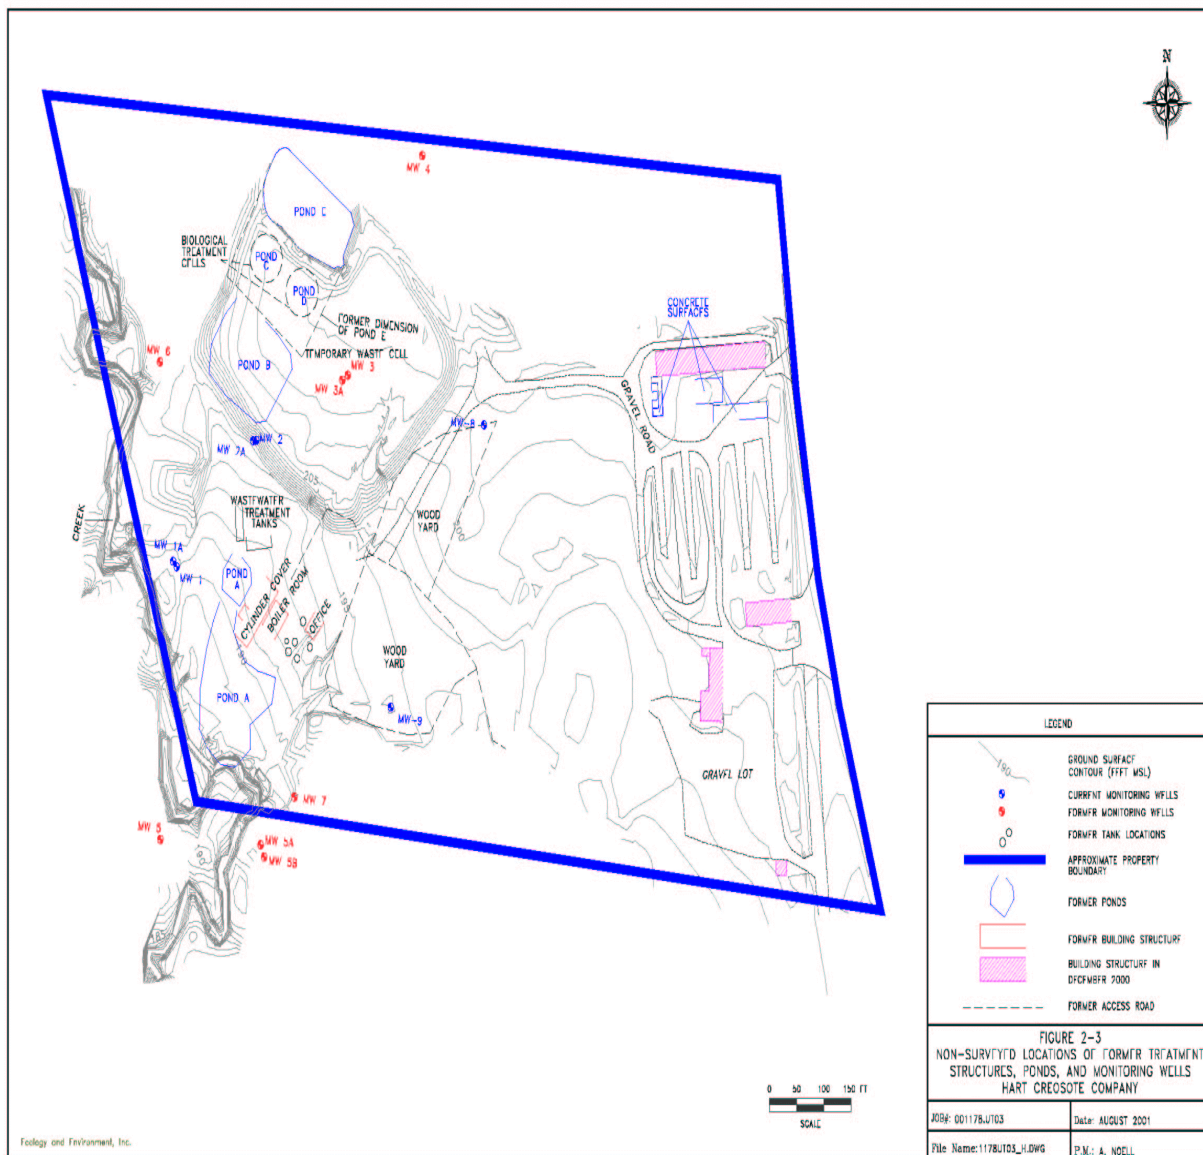 N
MW 4
POND E
BIOLOGICAL
TREATMENT
CELLS
POND
C
POND
D
FORMER DIMENSION
OF POND E
TEMPORARY WASTE CELL
MW 6
POND B
MW 3
MW 3A
CONCRETE
SURFACES
GRAVEL ROAD
MW-8
MW 2
MW 2A
205
WASTEWATER
TREATMENT
TANKS
WOOD
YARD
200
CREEK
MW 1A
MW 1
POND
A
CYLINDER COVER
BOILER ROOM
OFFICE
195
190
WOOD
YARD
POND A
MW-9
GRAVEL LOT
MW 7
MW 5
MW 5A
MW 5B
185
LEGEND
190
GROUND SURFACE
CONTOUR (FEET MSL)
CURRENT MONITORING WELLS
FORMER MONITORING WELLS
FORMER TANK LOCATIONS
APPROXIMATE PROPERTY
BOUNDARY
FORMER PONDS
FORMER BUILDING STRUCTURE
BUILDING STRUCTURE IN
DECEMBER 2000
FORMER ACCESS ROAD
FIGURE 2-3
NON-SURVEYED LOCATIONS OF FORMER TREATMENT
STRUCTURES, PONDS, AND MONITORING WELLS
HART CREOSOTE COMPANY
JOB#: 001178.UT03
Date: AUGUST 2001
File Name:1178UT03_H.DWG
P.M.: A. NOELL
0 50 100 150 FT
SCALE
Ecology and Environment, Inc.